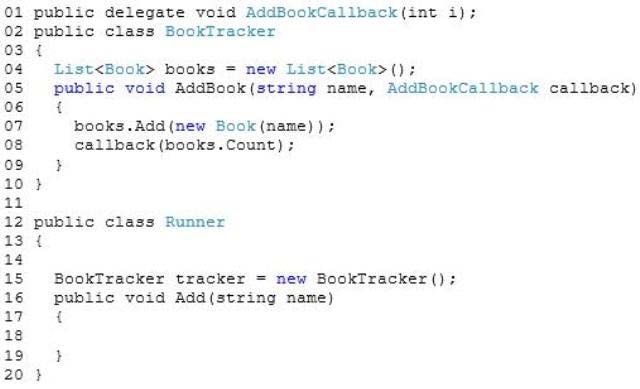 01 public delegate void AddBookCallback(int i);
02 public class BookTracker
03 {
04   List<Book> books = new List<Book>();
05   public void AddBook(string name, AddBookCallback callback)
06   {
07     books.Add(new Book(name));
08     callback(books.Count);
09   }
10 }
11
12 public class Runner
13 {
14
15   BookTracker tracker = new BookTracker();
16   public void Add(string name)
17   {
18
19   }
20 }